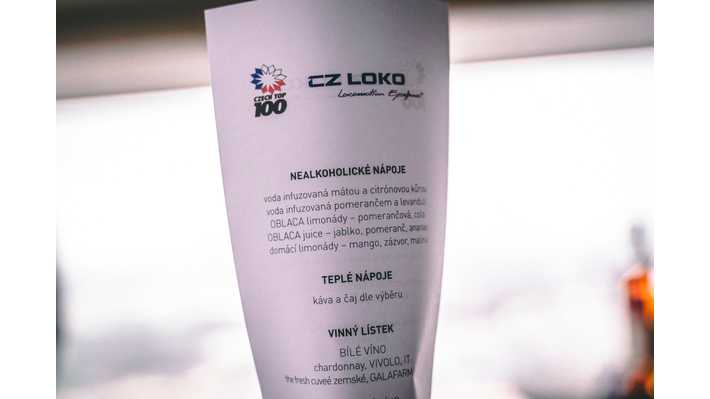 CZECH TOP
100
CZ LOKO
Locomotion Expert
NEALKOHOLICKÉ NÁPOJE
voda infuzovaná mátou a citrónovou kůrou
voda infuzovaná pomerančem a levandulí
OBLACA limonády – pomerančová, cola
OBLACA juice – jablko, pomeranč, ananas
domácí limonády – mango, zázvor, malina
TEPLÉ NÁPOJE
káva a čaj dle výběru
VINNÝ LÍSTEK
BÍLÉ VÍNO
chardonnay, VIVOLO, IT
the fresh cuveé zemské, GALAFARM